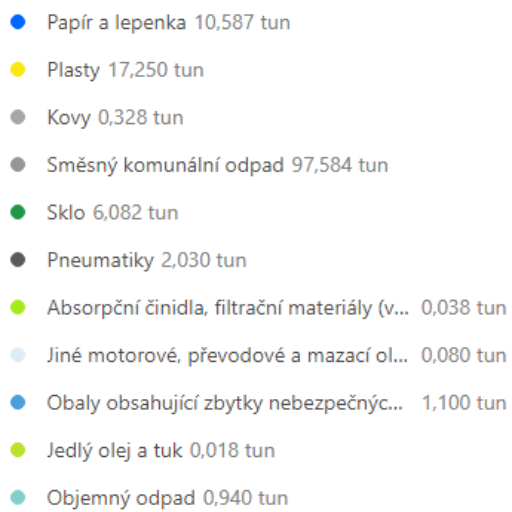 Papír a lepenka 10,587 tun
Plasty 17,250 tun
Kovy 0,328 tun
Směsný komunální odpad 97,584 tun
Sklo 6,082 tun
Pneumatiky 2,030 tun
Absorpční činidla, filtrační materiály (v... 0,038 tun
Jiné motorové, převodové a mazací ol... 0,080 tun
Obaly obsahující zbytky nebezpečnýc... 1,100 tun
Jedlý olej a tuk 0,018 tun
Objemný odpad 0,940 tun